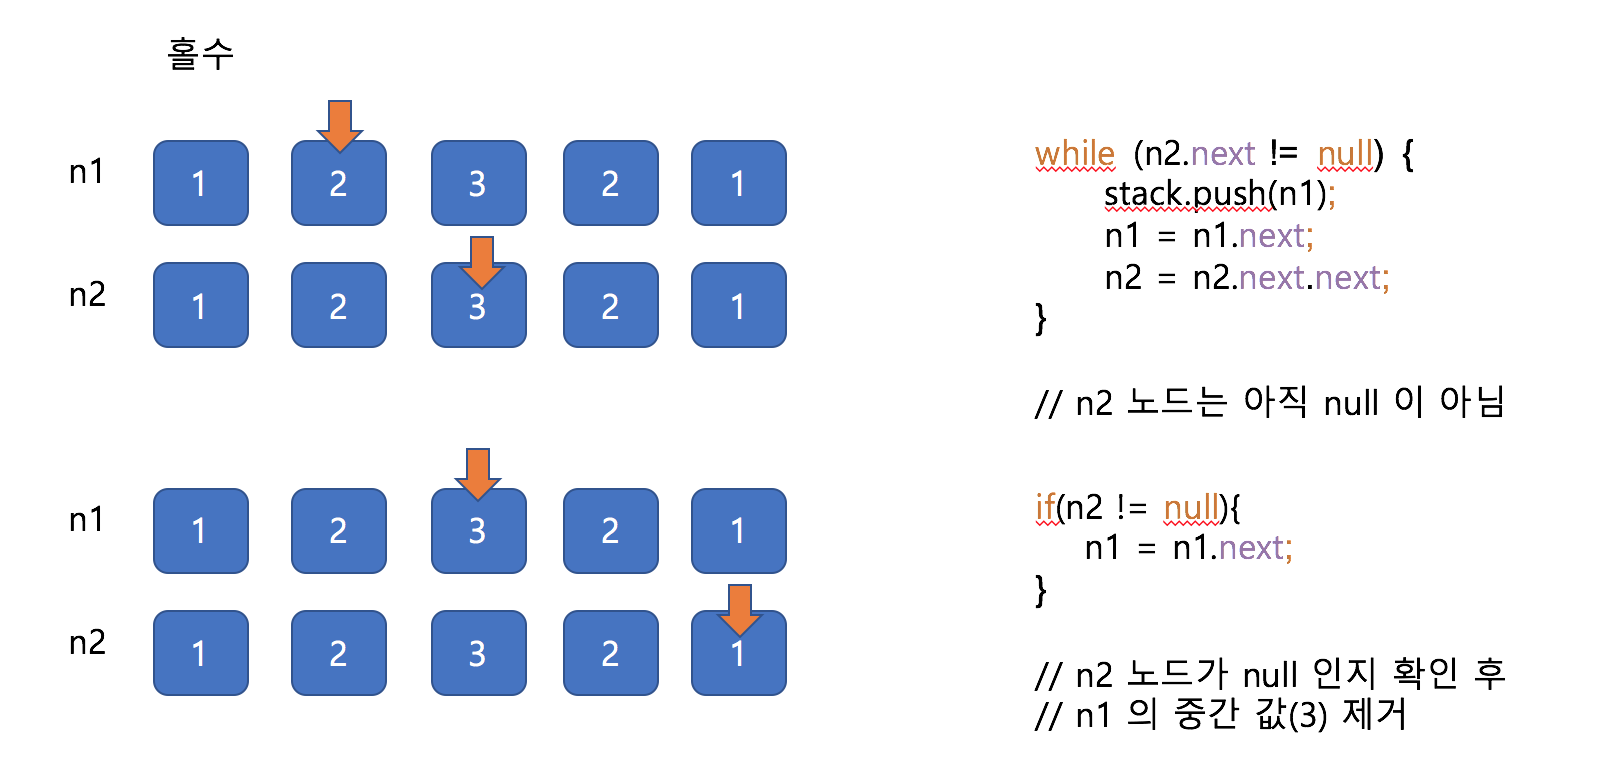 홀수
n1 1 2 3 2 1
n2 1 2 3 2 1
while (n2.next != null) {
stack.push(n1);
n1 = n1.next;
n2 = n2.next.next;
}
// n2 노드는 아직 null 이 아님
n1 1 2 3 2 1
n2 1 2 3 2 1
if(n2 != null){
n1 = n1.next;
}
// n2 노드가 null 인지 확인 후
// n1 의 중간 값(3) 제거